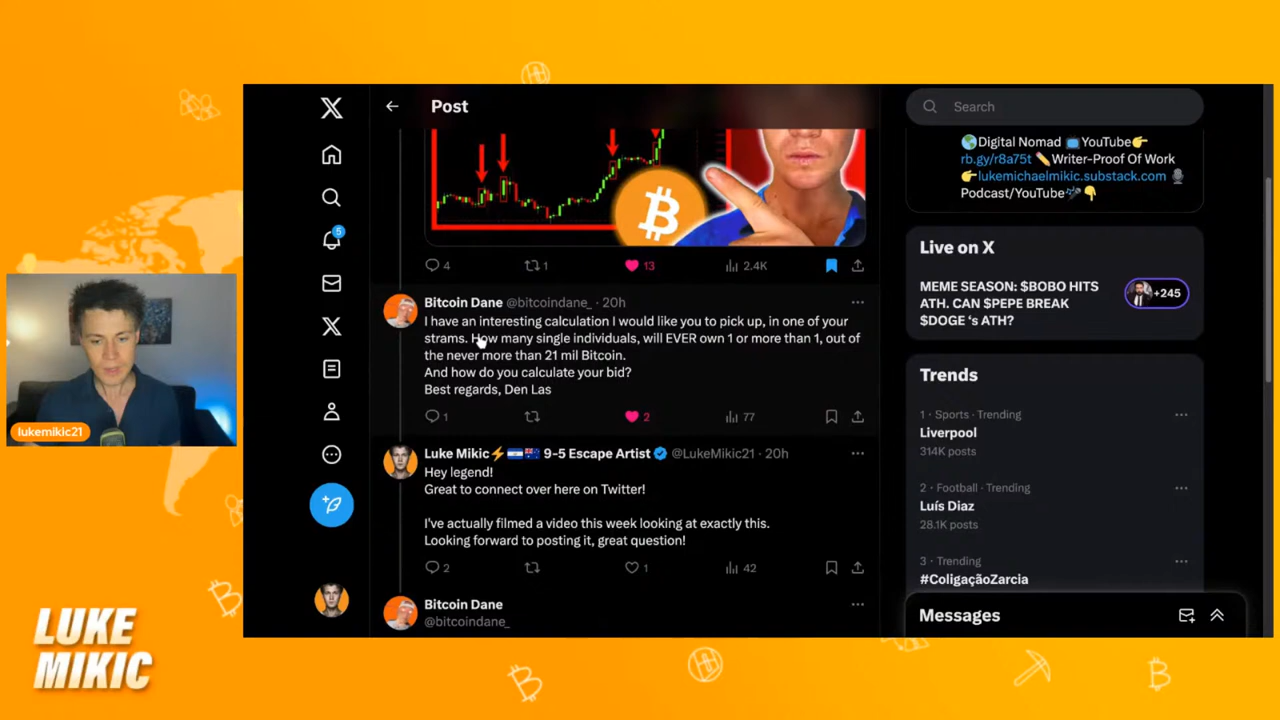 Post
Search
4
1
13
2.4K
Bitcoin Dane @bitcoindane_ · 20h
I have an interesting calculation I would like you to pick up, in one of your
strams. How many single individuals, will EVER own 1 or more than 1, out of
the never more than 21 mil Bitcoin.
And how do you calculate your bid?
Best regards, Den Las
1
2
77
Luke Mikic⚡🇸🇻🇦🇺 9-5 Escape Artist @LukeMikic21 · 20h
Hey legend!
Great to connect over here on Twitter!
I've actually filmed a video this week looking at exactly this.
Looking forward to posting it, great question!
2
1
42
Bitcoin Dane
@bitcoindane_
5
🌎Digital Nomad 📺YouTube👉
rb.gy/r8a75t ✏️Writer-Proof Of Work
👉lukemichaelmikic.substack.com 🎙️
Podcast/YouTube🎤👇
Live on X
MEME SEASON: $BOBO HITS
ATH. CAN $PEPE BREAK
$DOGE 's ATH?
+245
Trends
1 · Sports · Trending
Liverpool
314K posts
2 · Football · Trending
Luís Diaz
28.1K posts
3 · Trending
#ColigaçãoZarcia
Messages
lukemikic21
LUKE
MIKIC